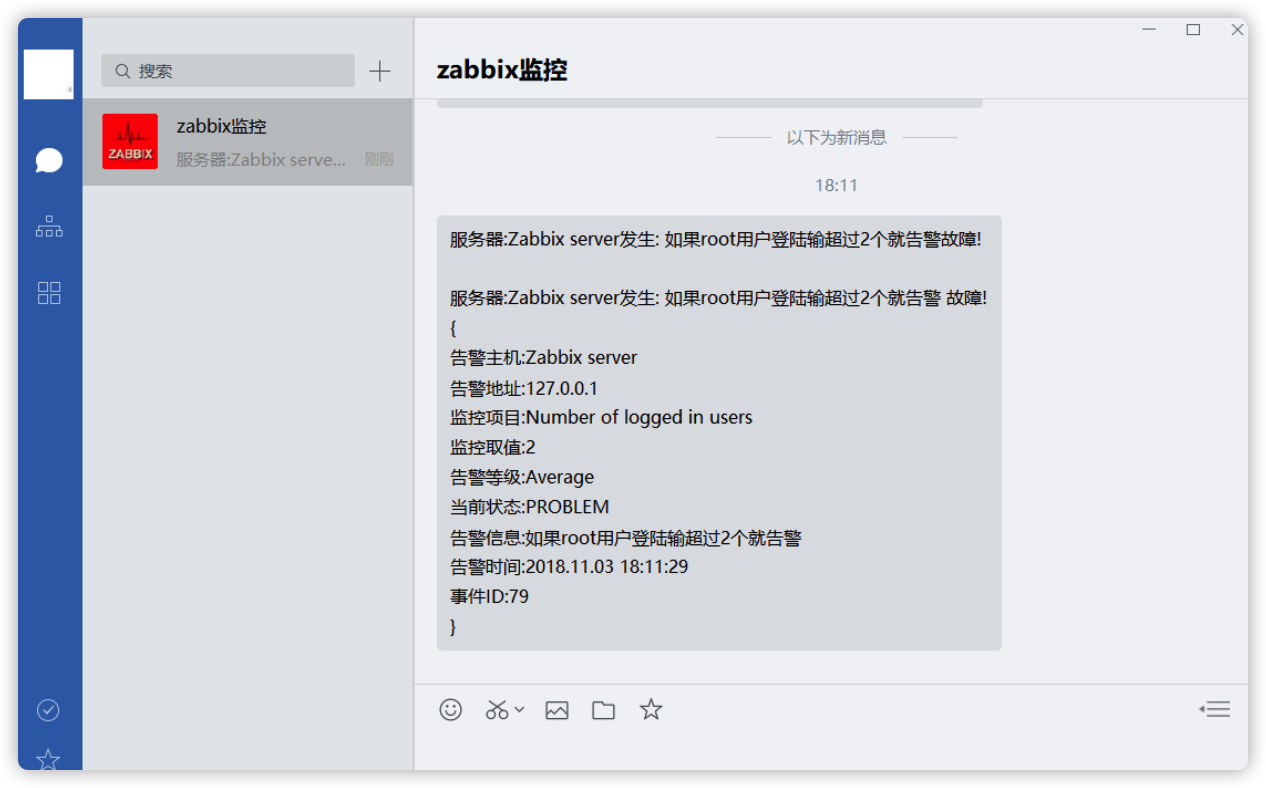 搜索
zabbix监控
ZABBIX
服务器:Zabbix serve... 刚刚
zabbix监控
以下为新消息
18:11
服务器:Zabbix server发生: 如果root用户登陆输超过2个就告警故障!
服务器:Zabbix server发生: 如果root用户登陆输超过2个就告警 故障!
{
告警主机:Zabbix server
告警地址:127.0.0.1
监控项目:Number of logged in users
监控取值:2
告警等级:Average
当前状态:PROBLEM
告警信息:如果root用户登陆输超过2个就告警
告警时间:2018.11.03 18:11:29
事件ID:79
}